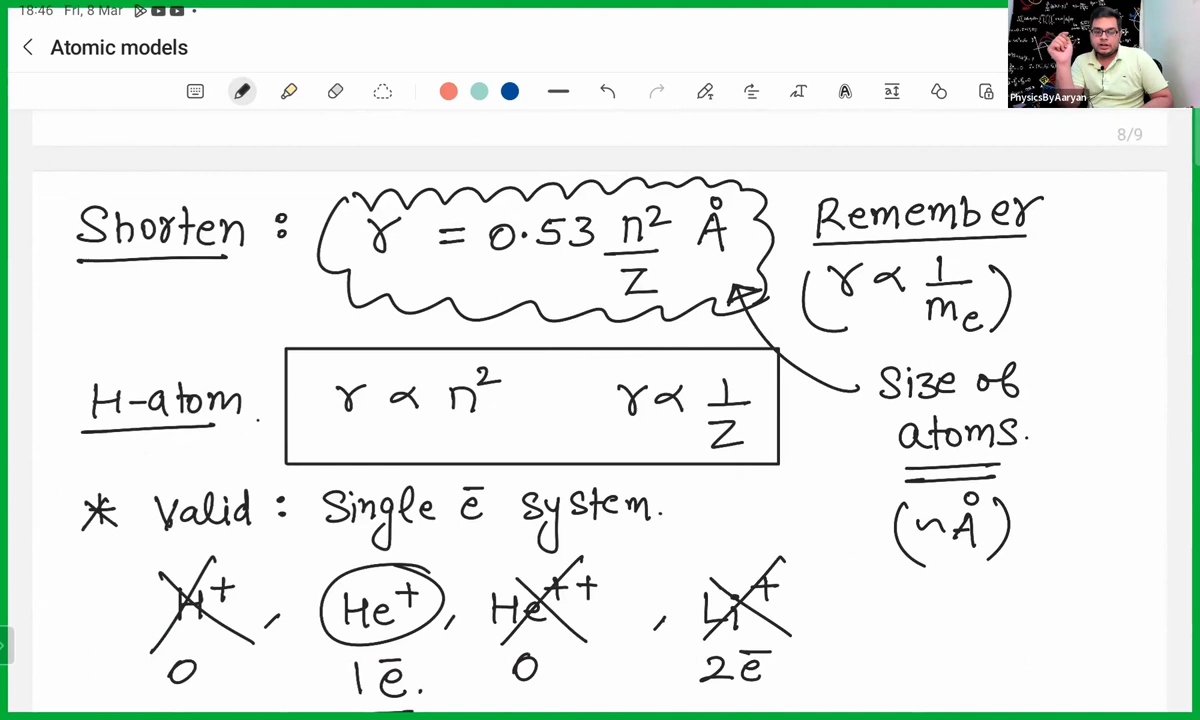 18:46 Fri, 8 Mar
Atomic models
PhysicsByAaryan
8/9
Shorten : r = 0.53 n²/Z Å
Remember
(r ∝ 1/mₑ)
H-atom. r ∝ n² r ∝ 1/Z
Size of
atoms.
(~Å)
* Valid : Single ē system.
H⁺, He⁺, He⁺⁺, Li⁺
0 1ē. 0 2ē